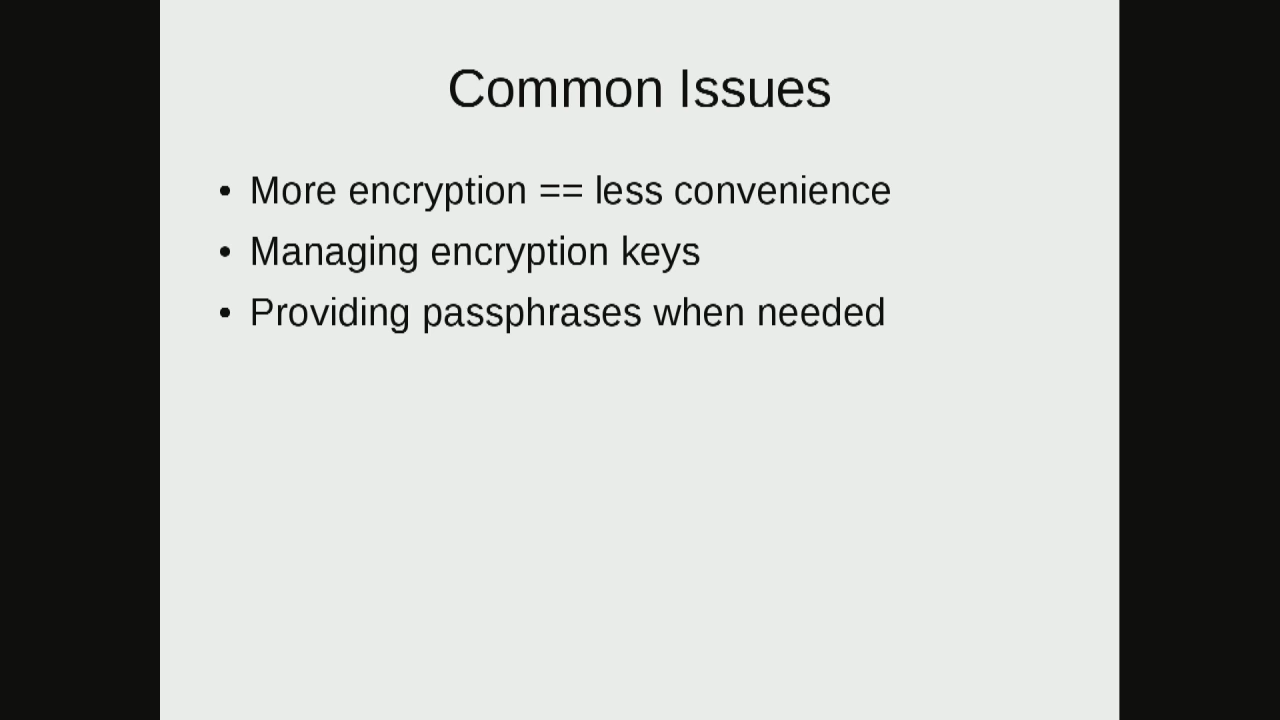 Common Issues
• More encryption == less convenience
• Managing encryption keys
• Providing passphrases when needed